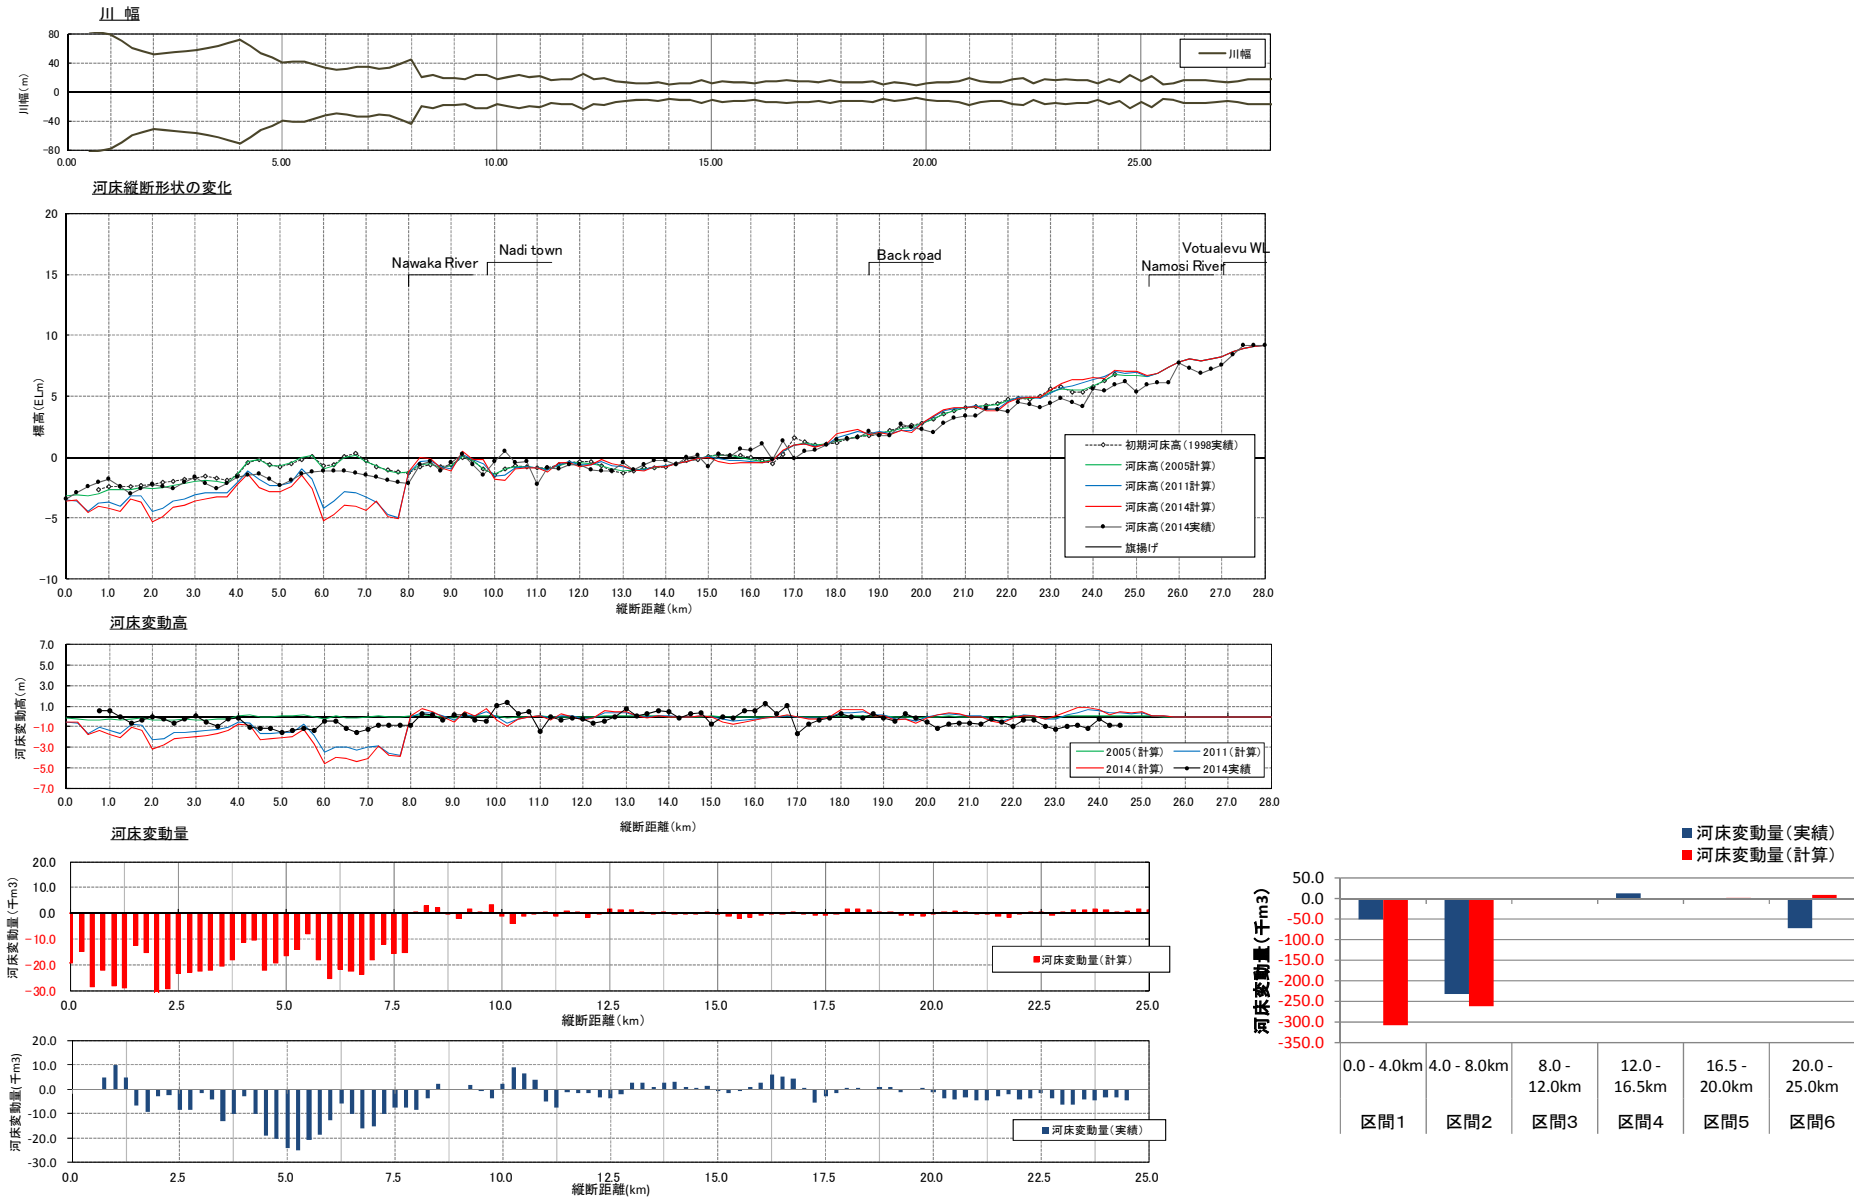 川　幅
川幅(m)
80
40
0
-40
-80
0.00 5.00 10.00 15.00 20.00 25.00
川幅
河床縦断形状の変化
標高(EL.m)
20
15
10
5
0
-5
-10
Nawaka River
Nadi town
Back road
Namosi River
Votualevu WL
初期河床高(1998実績)
河床高(2005計算)
河床高(2011計算)
河床高(2014計算)
河床高(2014実績)
旗揚げ
0.0 1.0 2.0 3.0 4.0 5.0 6.0 7.0 8.0 9.0 10.0 11.0 12.0 13.0 14.0 15.0 16.0 17.0 18.0 19.0 20.0 21.0 22.0 23.0 24.0 25.0 26.0 27.0 28.0
縦断距離(km)
河床変動高
河床変動高(m)
7.0
5.0
3.0
1.0
-1.0
-3.0
-5.0
-7.0
2005(計算) 2011(計算)
2014(計算) 2014実績
0.0 1.0 2.0 3.0 4.0 5.0 6.0 7.0 8.0 9.0 10.0 11.0 12.0 13.0 14.0 15.0 16.0 17.0 18.0 19.0 20.0 21.0 22.0 23.0 24.0 25.0 26.0 27.0 28.0
縦断距離(km)
河床変動量
河床変動量(千m3)
20.0
10.0
0.0
-10.0
-20.0
-30.0
河床変動量(計算)
0.0 2.5 5.0 7.5 10.0 12.5 15.0 17.5 20.0 22.5 25.0
縦断距離(km)
河床変動量(千m3)
20.0
10.0
0.0
-10.0
-20.0
-30.0
河床変動量(実績)
0.0 2.5 5.0 7.5 10.0 12.5 15.0 17.5 20.0 22.5 25.0
縦断距離(km)
河床変動量(実績)
河床変動量(計算)
河床変動量(千m3)
50.0
0.0
-50.0
-100.0
-150.0
-200.0
-250.0
-300.0
-350.0
0.0 - 4.0km 4.0 - 8.0km 8.0 - 12.0 - 16.5 - 20.0 -
12.0km 16.5km 20.0km 25.0km
区間1 区間2 区間3 区間4 区間5 区間6